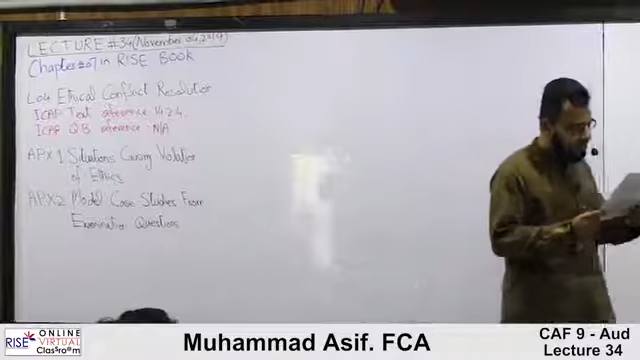 LECTURE #34 (November 04, 2019)
Chapter #07 in RISE BOOK
LO4 Ethical Conflict Resolution
ICAP Text reference 14.2.4.
ICAP QB reference N/A
APX 1 Situations Causing Violation
of Ethics
APX 2 Model Case Studies From
Examination Questions
RISE ONLINE
VIRTUAL
Classroom
Muhammad Asif. FCA
CAF 9 - Aud
Lecture 34